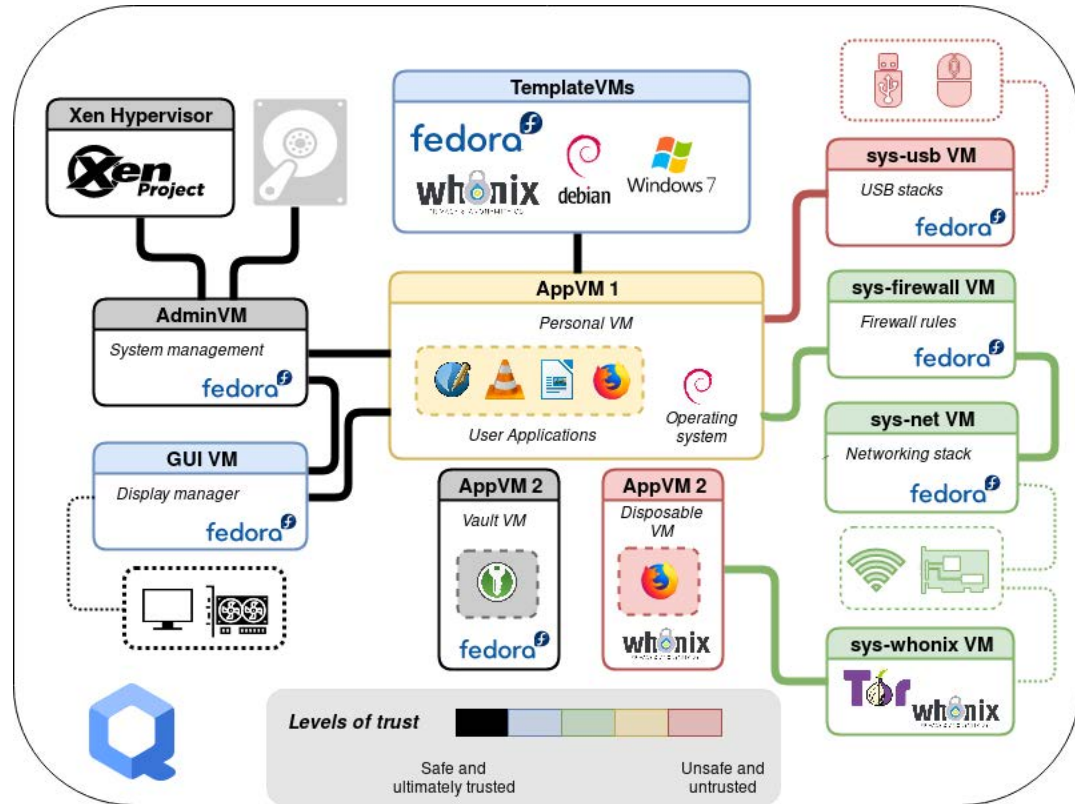 Xen Hypervisor
Xen
Project
TemplateVMs
fedora
whonix
debian
Windows 7
sys-usb VM
USB stacks
fedora
AdminVM
System management
fedora
AppVM 1
Personal VM
User Applications
Operating
system
sys-firewall VM
Firewall rules
fedora
GUI VM
Display manager
fedora
AppVM 2
Vault VM
fedora
AppVM 2
Disposable
VM
whonix
sys-net VM
Networking stack
fedora
sys-whonix VM
Tor
whonix
Levels of trust
Safe and
ultimately trusted
Unsafe and
untrusted